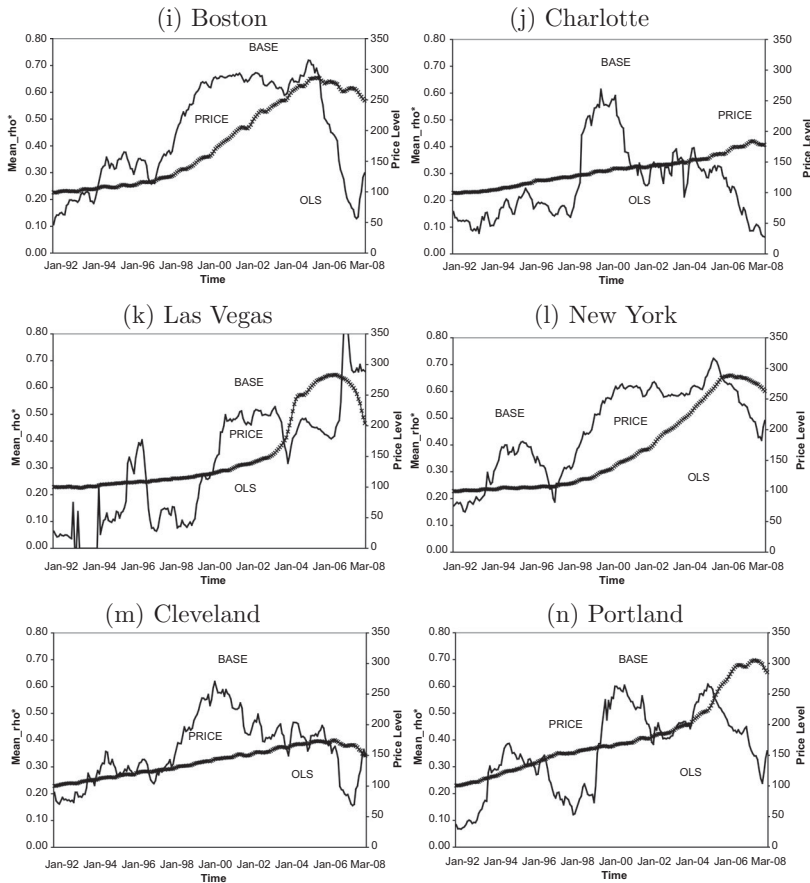 (i) Boston
(j) Charlotte
0.80
0.70
0.60
0.50
0.40
0.30
0.20
0.10
0.00
Mean_rho*
BASE
PRICE
OLS
350
300
250
200
150
100
50
0
Price Level
Jan-92 Jan-94 Jan-96 Jan-98 Jan-00 Jan-02 Jan-04 Jan-06 Mar-08
Time
0.80
0.70
0.60
0.50
0.40
0.30
0.20
0.10
0.00
Mean_rho*
BASE
PRICE
OLS
350
300
250
200
150
100
50
0
Price Level
Jan-92 Jan-94 Jan-96 Jan-98 Jan-00 Jan-02 Jan-04 Jan-06 Mar-08
Time
(k) Las Vegas
(l) New York
0.80
0.70
0.60
0.50
0.40
0.30
0.20
0.10
0.00
Mean_rho*
BASE
PRICE
OLS
350
300
250
200
150
100
50
0
Price Level
Jan-92 Jan-94 Jan-96 Jan-98 Jan-00 Jan-02 Jan-04 Jan-06 Mar-08
Time
0.80
0.70
0.60
0.50
0.40
0.30
0.20
0.10
0.00
Mean_rho*
BASE
PRICE
OLS
350
300
250
200
150
100
50
0
Price Level
Jan-92 Jan-94 Jan-96 Jan-98 Jan-00 Jan-02 Jan-04 Jan-06 Mar-08
Time
(m) Cleveland
(n) Portland
0.80
0.70
0.60
0.50
0.40
0.30
0.20
0.10
0.00
Mean_rho*
BASE
PRICE
OLS
350
300
250
200
150
100
50
0
Price Level
Jan-92 Jan-94 Jan-96 Jan-98 Jan-00 Jan-02 Jan-04 Jan-06 Mar-08
Time
0.80
0.70
0.60
0.50
0.40
0.30
0.20
0.10
0.00
Mean_rho*
BASE
PRICE
OLS
350
300
250
200
150
100
50
0
Price Level
Jan-92 Jan-94 Jan-96 Jan-98 Jan-00 Jan-02 Jan-04 Jan-06 Mar-08
Time